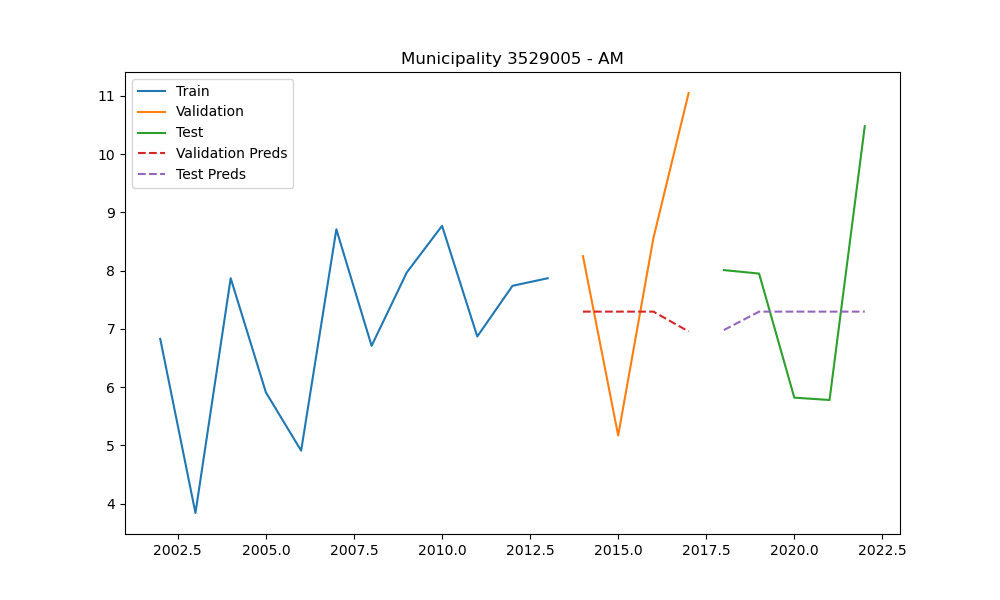 Municipality 3529005 - AM
Train
Validation
Test
Validation Preds
Test Preds
11
10
9
8
7
6
5
4
2002.5 2005.0 2007.5 2010.0 2012.5 2015.0 2017.5 2020.0 2022.5